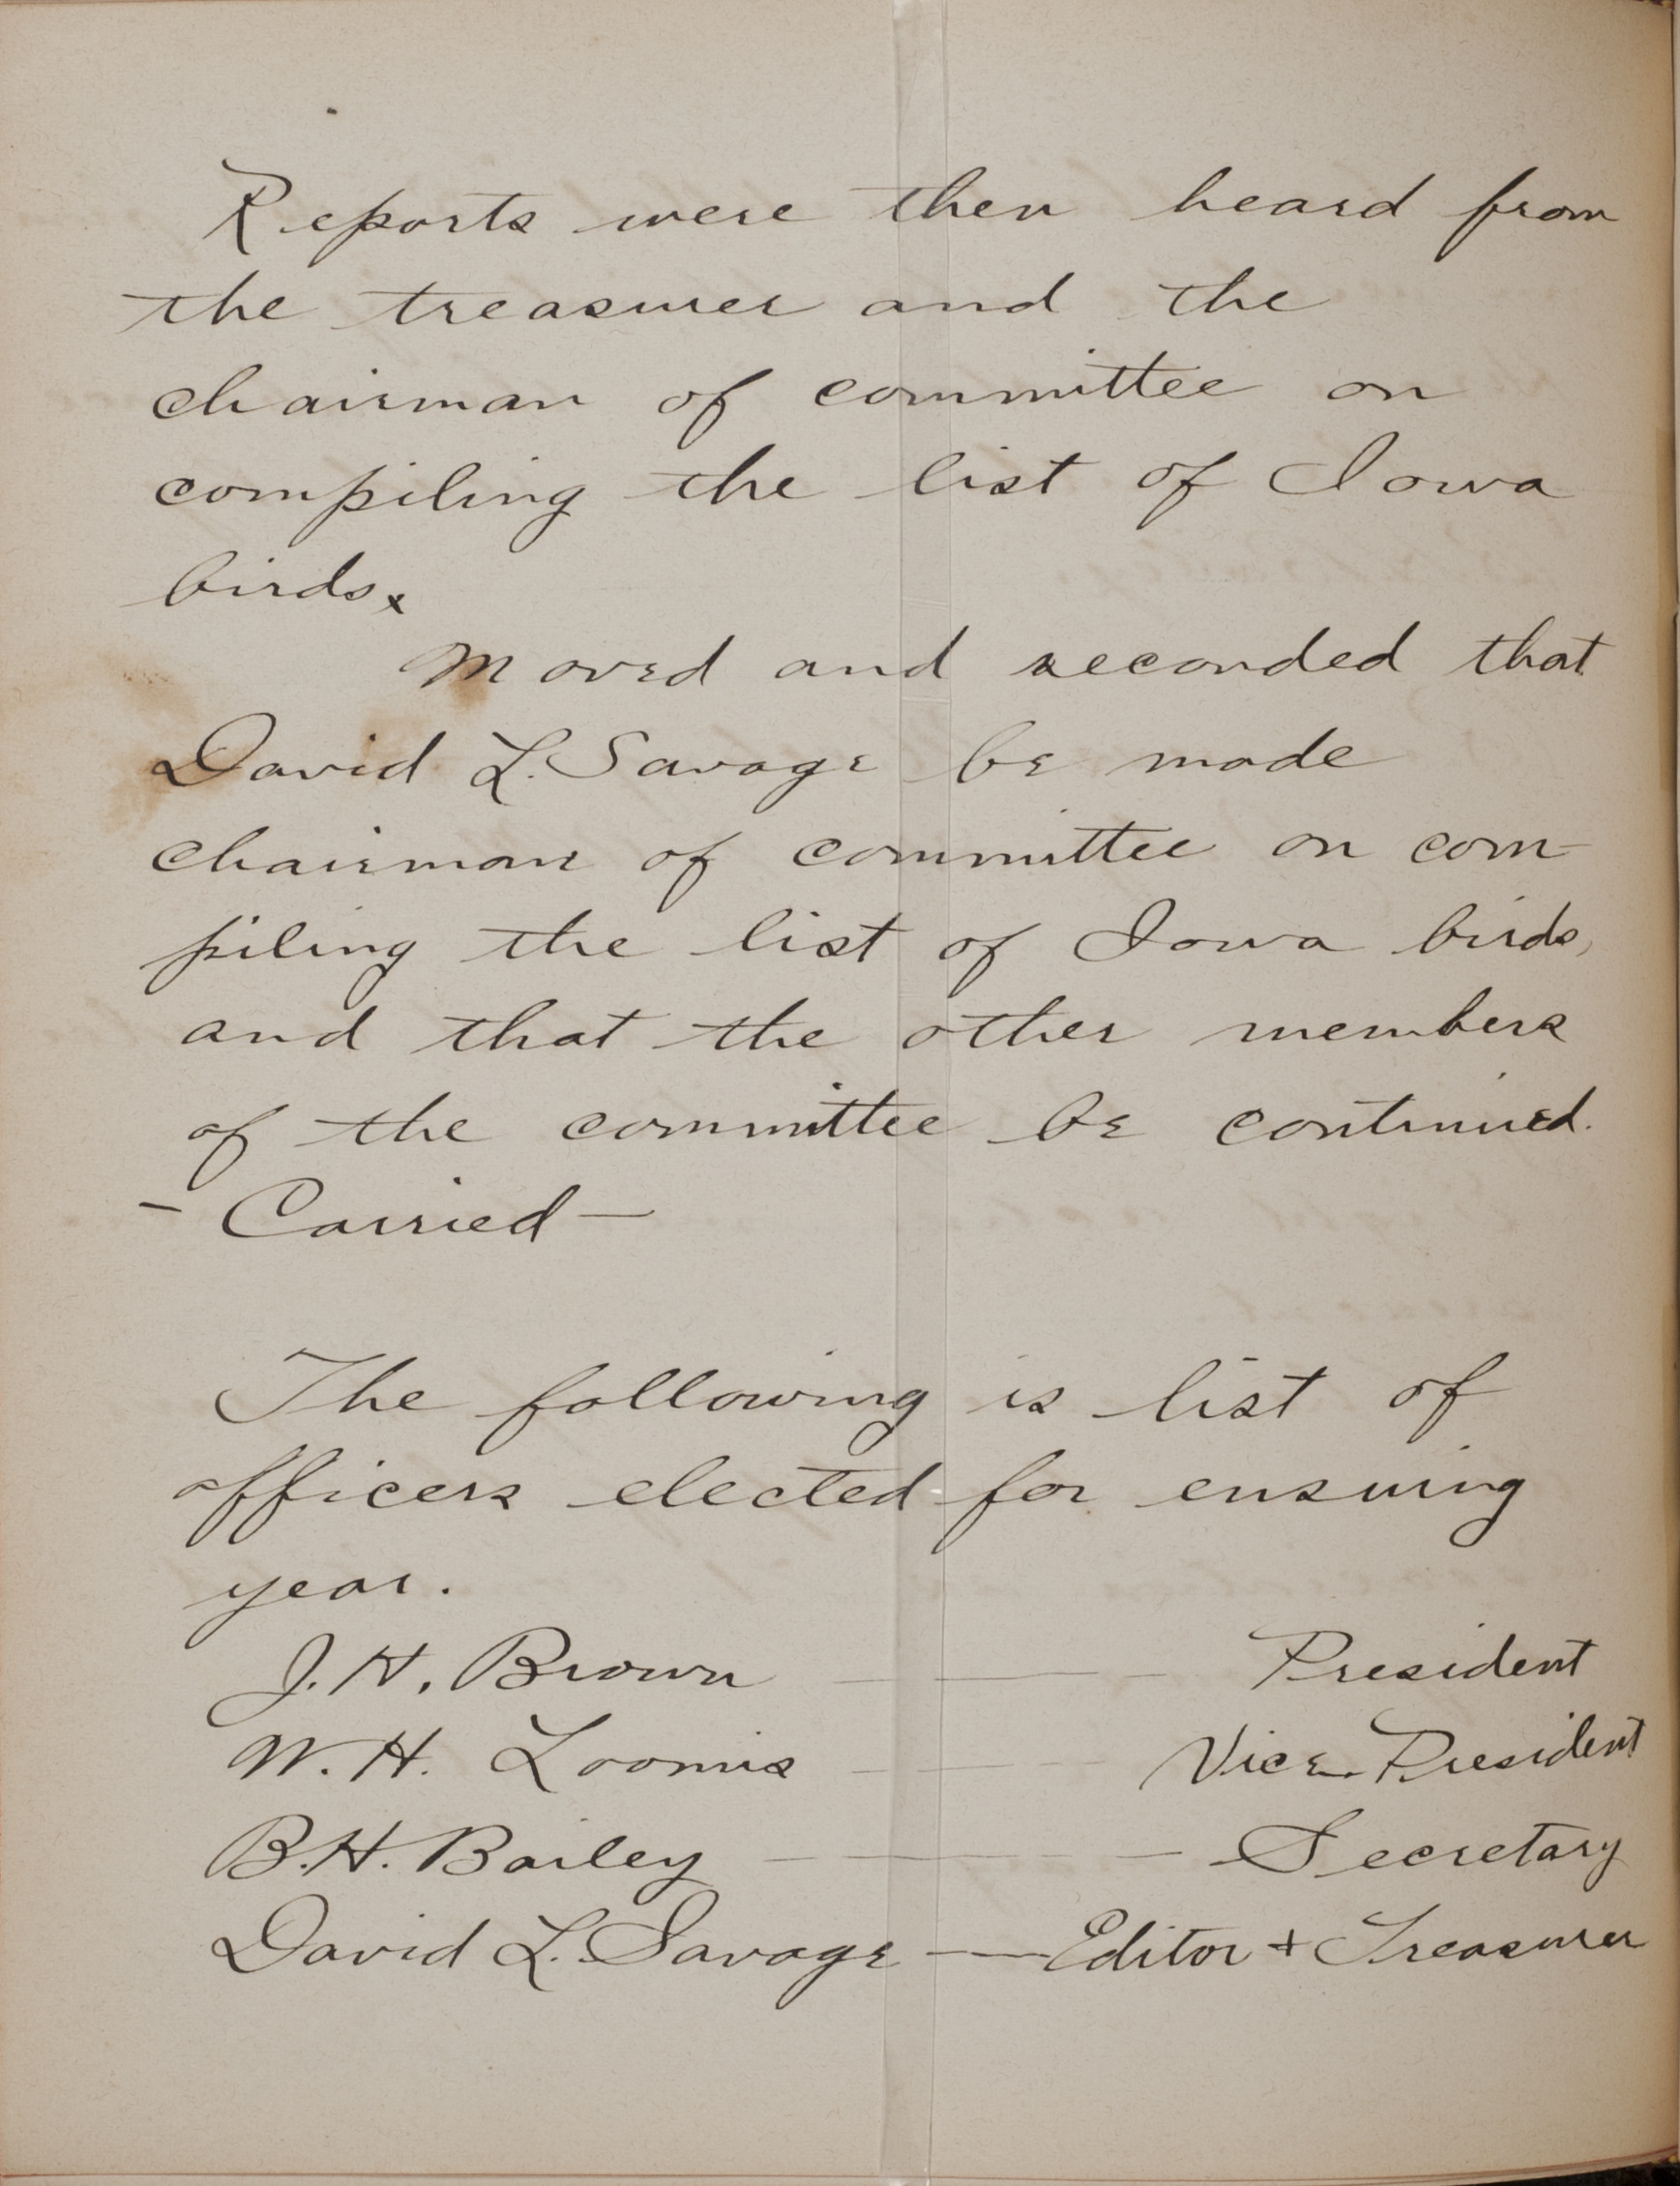 Reports were then heard from
the treasurer and the
chairman of committee on
compiling the list of Iowa
birds.
Moved and seconded that
David L. Savage be made
chairman of committee on com-
piling the list of Iowa birds,
and that the other members
of the committee be continued.
- Carried -
The following is list of
officers elected for ensuing
year.
J. H. Brown — President
W. H. Loomis — Vice President
B. H. Bailey — Secretary
David L. Savage — Editor + Treasurer